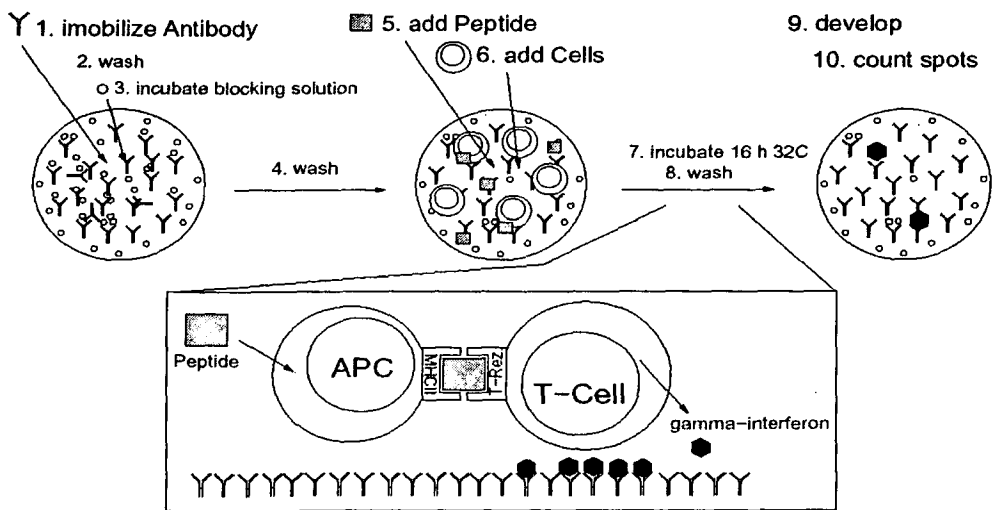 1. imobilize Antibody
2. wash
3. incubate blocking solution
4. wash
5. add Peptide
6. add Cells
7. incubate 16 h 32C
8. wash
9. develop
10. count spots
Peptide
APC
MHCII
T-Rez.
T-Cell
gamma-interferon